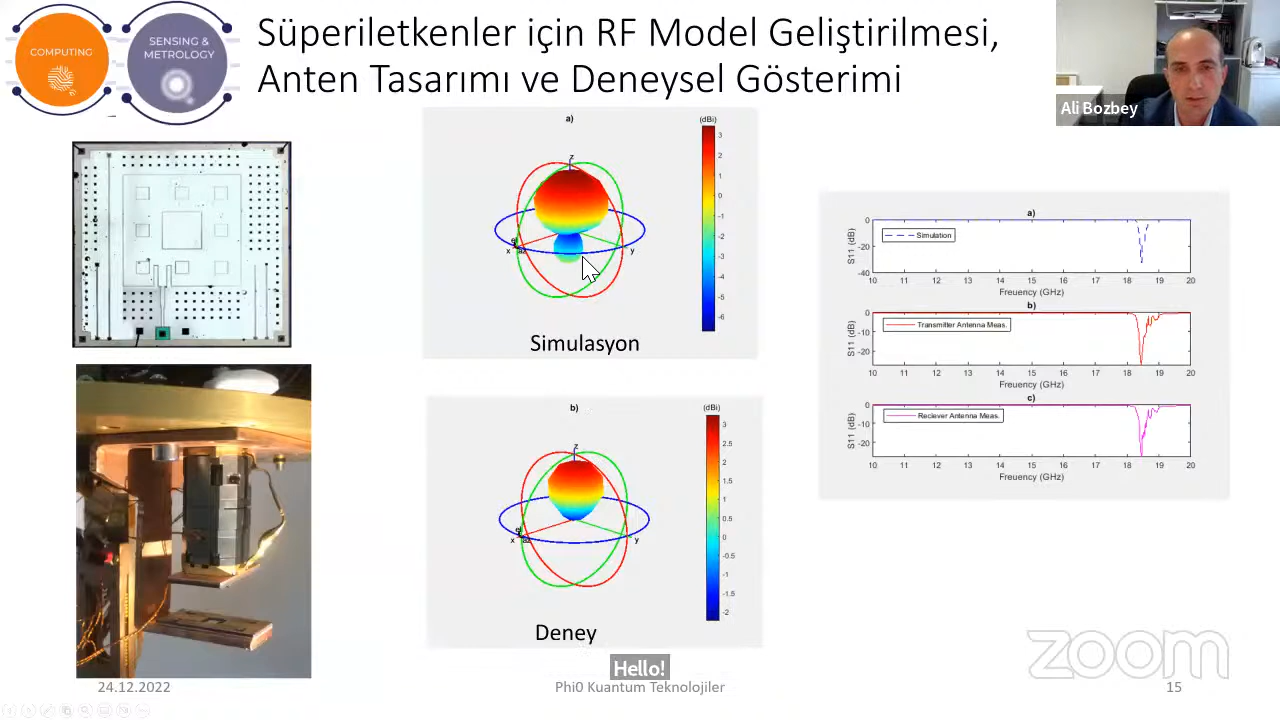 COMPUTING
SENSING &
METROLOGY
Süperiletkenler için RF Model Geliştirilmesi,
Anten Tasarımı ve Deneysel Gösterimi
Ali Bozbey
a)
(dBi)
z
x
y
az
3
2
1
0
-1
-2
-3
-4
-5
-6
Simulasyon
b)
(dBi)
z
x
y
az
3
2.5
2
1.5
1
0.5
0
-0.5
-1
-1.5
-2
Deney
a)
S11 (dB)
0
-20
-40
Simulation
10 11 12 13 14 15 16 17 18 19 20
Freuency (GHz)
b)
S11 (dB)
0
-10
-20
Transmitter Antenna Meas.
10 11 12 13 14 15 16 17 18 19 20
Freuency (GHz)
c)
S11 (dB)
0
-10
-20
Reciever Antenna Meas.
10 11 12 13 14 15 16 17 18 19 20
Freuency (GHz)
zoom
Hello!
24.12.2022
Phi0 Kuantum Teknolojiler
15